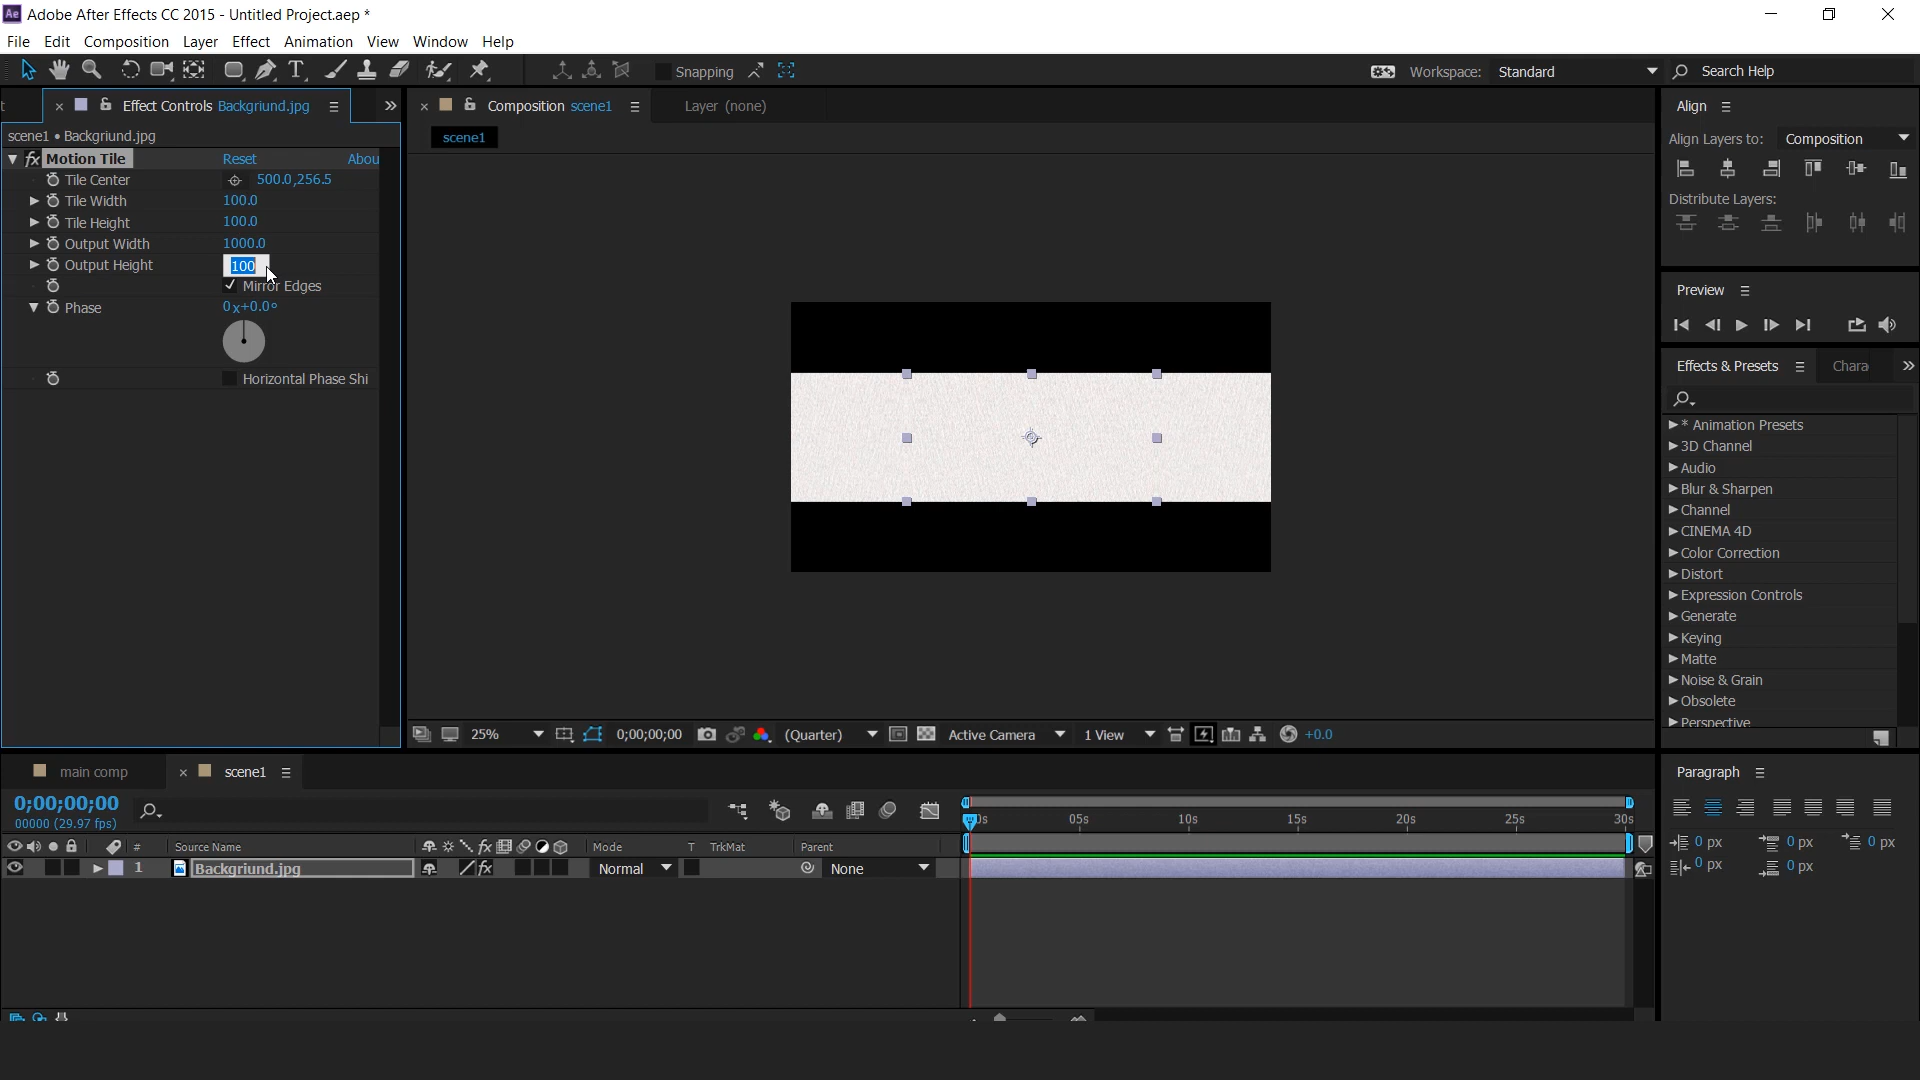 Ae Adobe After Effects CC 2015 - Untitled Project.aep *
File Edit Composition Layer Effect Animation View Window Help
Snapping Workspace: Standard Search Help
t × Effect Controls Backgriund.jpg
scene1 • Backgriund.jpg
fx Motion Tile Reset Abou
Tile Center 500.0,256.5
Tile Width 100.0
Tile Height 100.0
Output Width 1000.0
Output Height 100
Mirror Edges
Phase 0x+0.0°
Horizontal Phase Shi
× Composition scene1 Layer (none)
scene1
25% 0;00;00;00 (Quarter) Active Camera 1 View +0.0
Align
Align Layers to: Composition
Distribute Layers:
Preview
Effects & Presets Chara
* Animation Presets
3D Channel
Audio
Blur & Sharpen
Channel
CINEMA 4D
Color Correction
Distort
Expression Controls
Generate
Keying
Matte
Noise & Grain
Obsolete
Perspective
main comp × scene1
0;00;00;00
00000 (29.97 fps)
0s 05s 10s 15s 20s 25s 30s
# Source Name fx Mode T TrkMat Parent
1 Backgriund.jpg fx Normal None
Paragraph
0 px 0 px 0 px
0 px 0 px